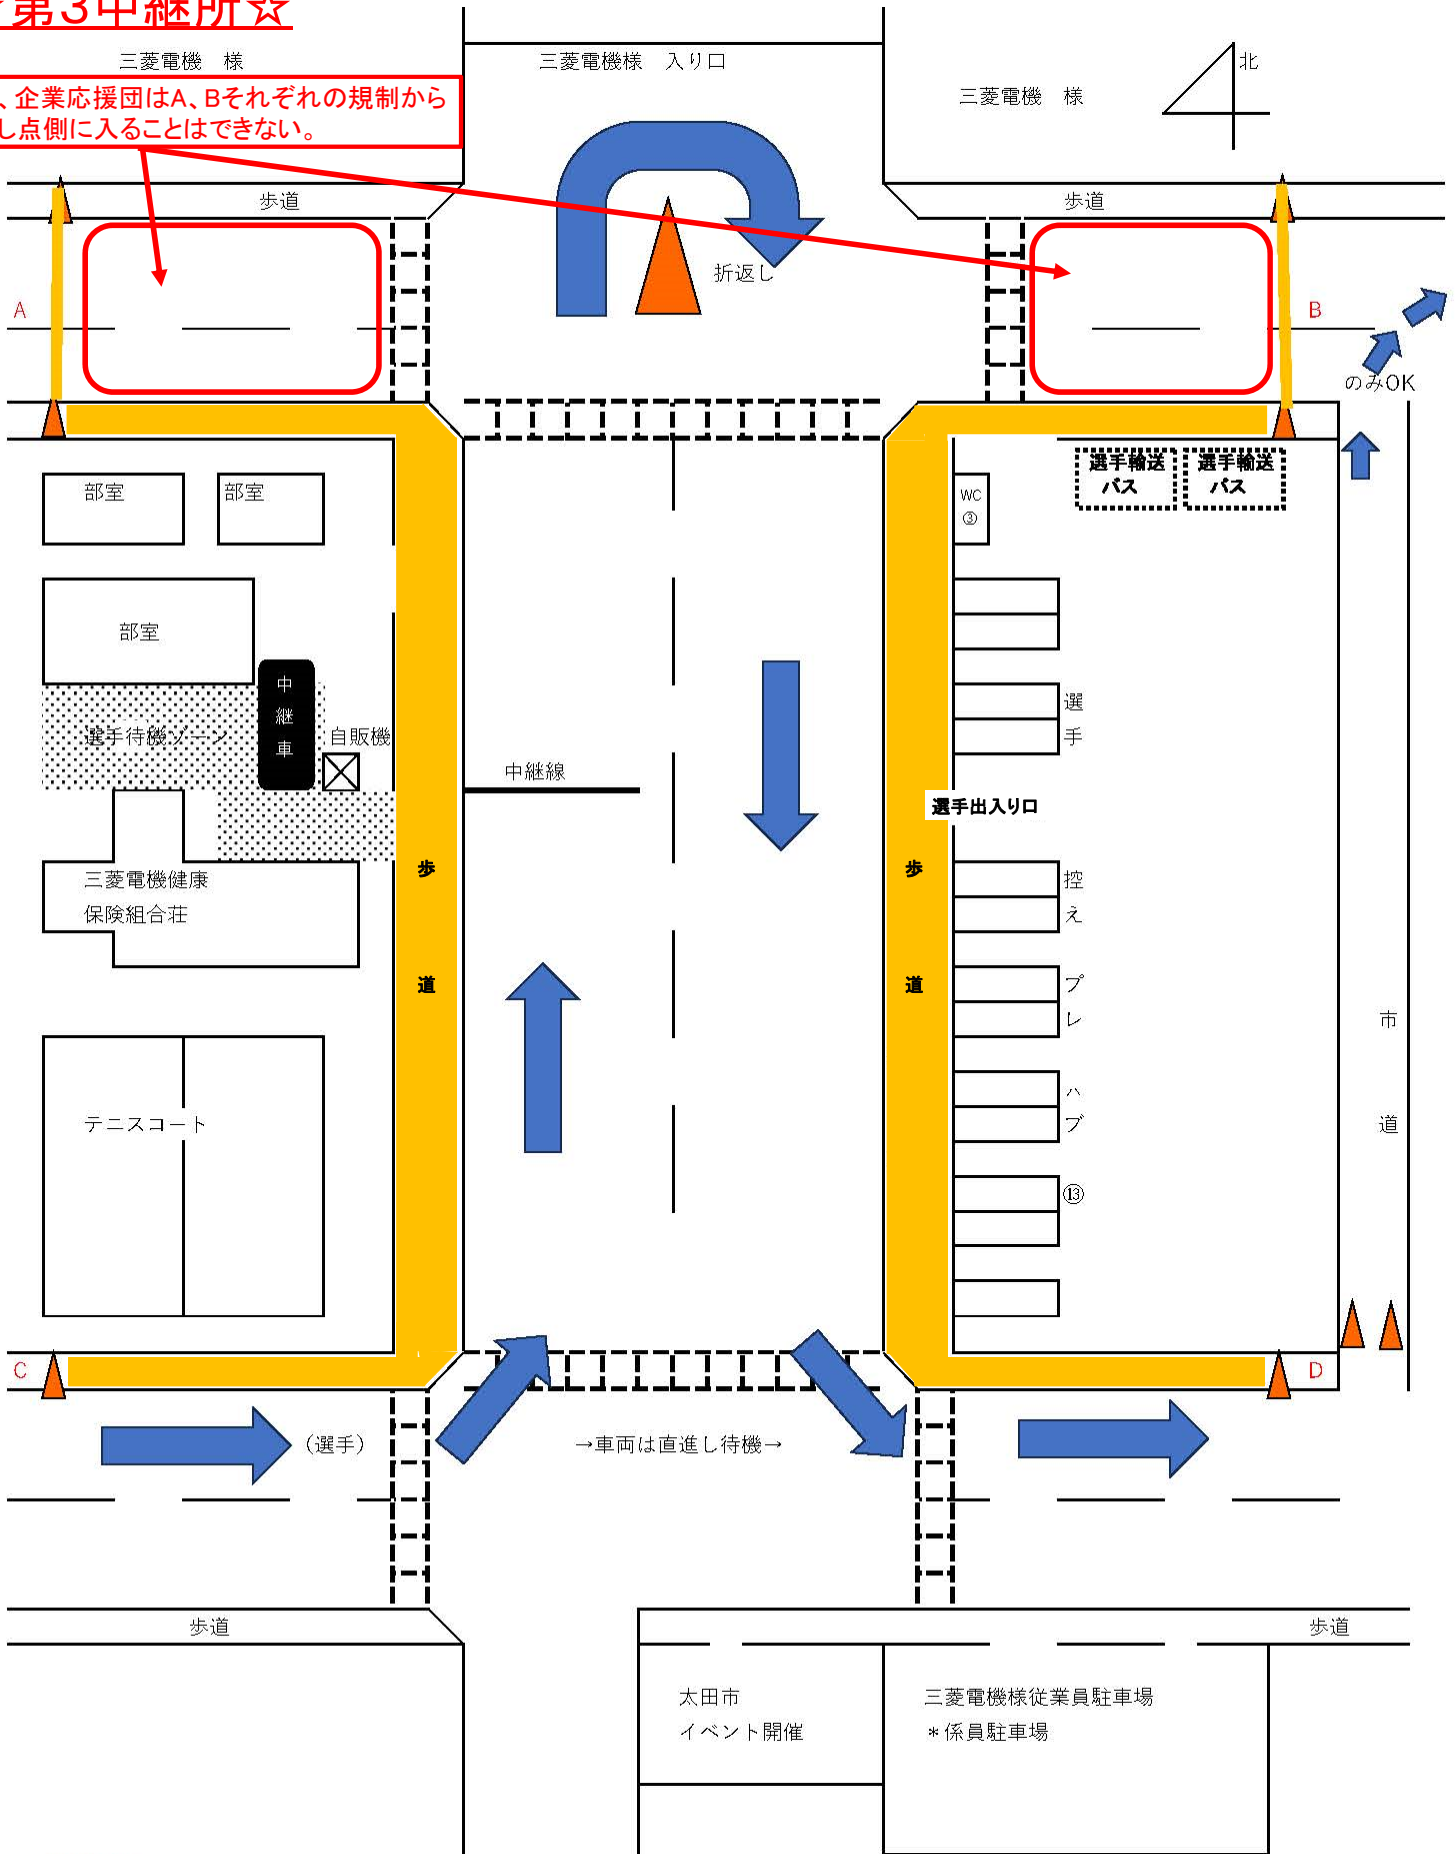 第3中継所☆
三菱電機　様
三菱電機様　入り口
北
三菱電機　様
、企業応援団はA、Bそれぞれの規制から
し点側に入ることはできない。
歩道
歩道
折返し
A
B
のみOK
部室
部室
WC
③
選手輸送
バス
選手輸送
バス
部室
中
継
車
選手待機ゾーン
自販機
中継線
選
手
選手出入り口
三菱電機健康
保険組合荘
歩
道
歩
道
控
え
プ
レ
ハ
ブ
⑬
市
道
テニスコート
C
D
（選手）
→車両は直進し待機→
歩道
歩道
太田市
イベント開催
三菱電機様従業員駐車場
＊係員駐車場